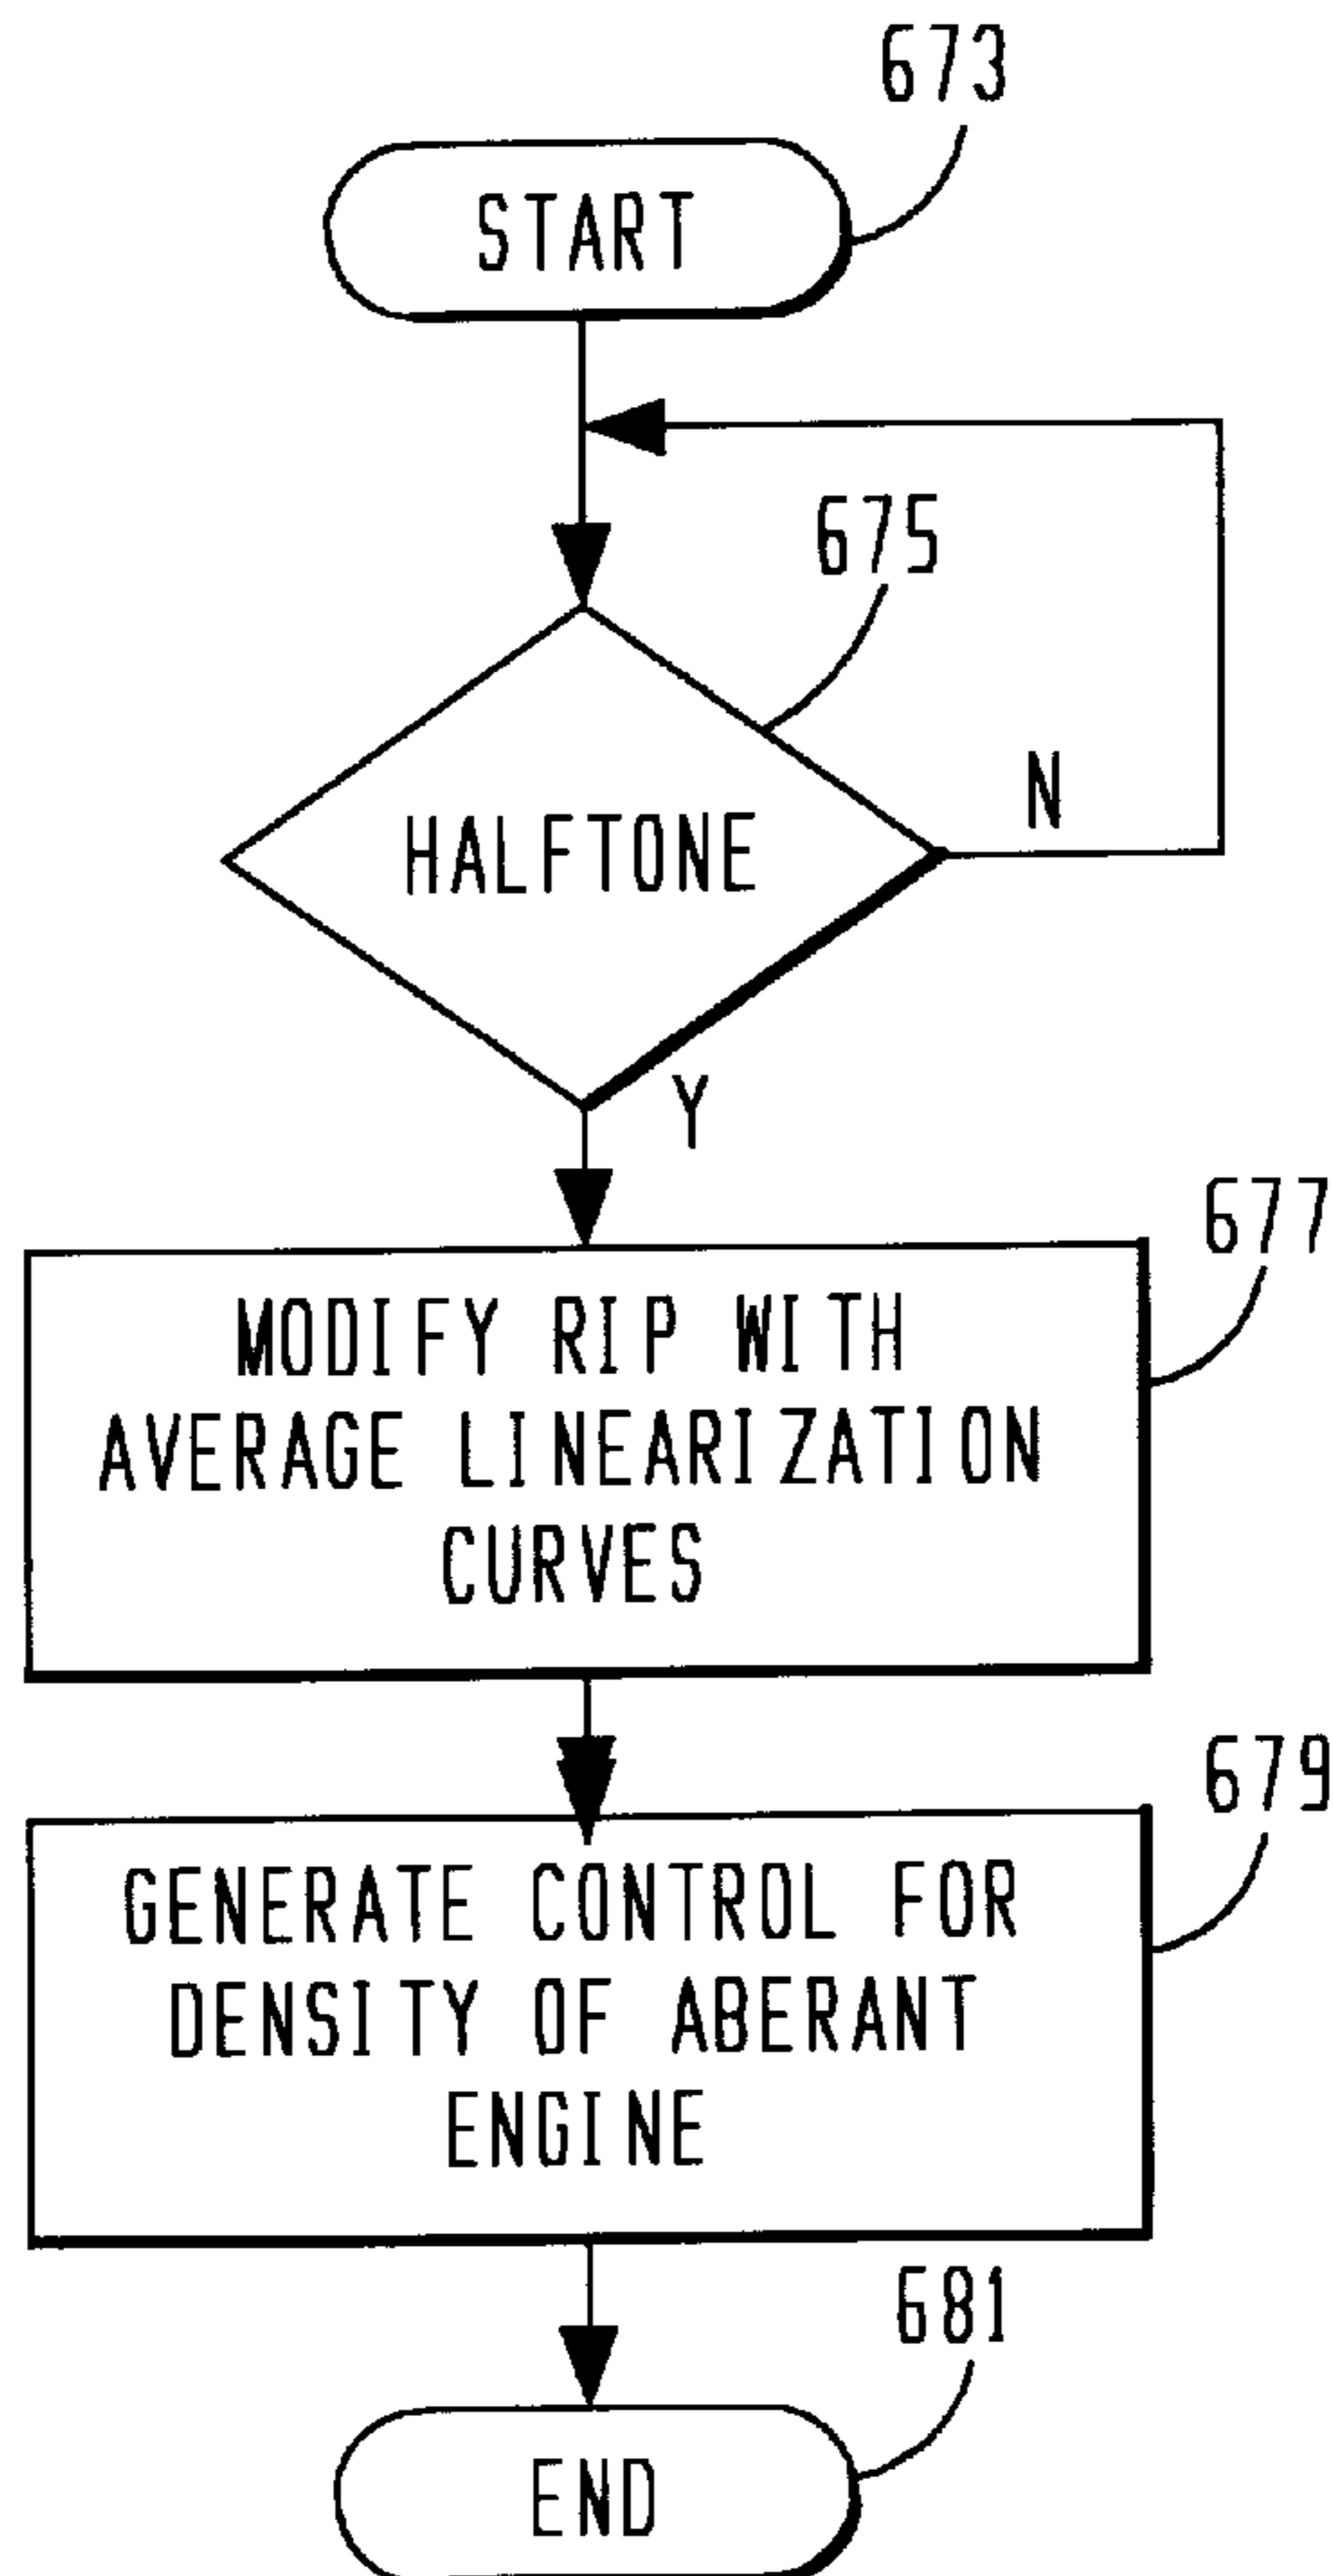 673
START
675
HALFTONE
N
Y
677
MODIFY RIP WITH
AVERAGE LINEARIZATION
CURVES
679
GENERATE CONTROL FOR
DENSITY OF ABERANT
ENGINE
681
END